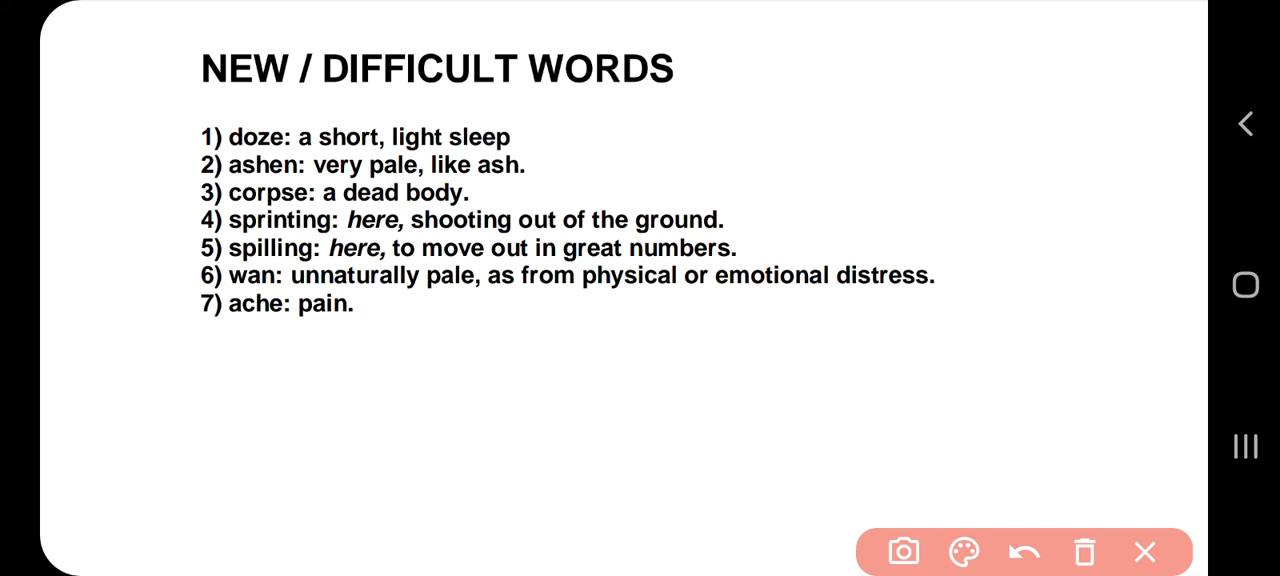 NEW / DIFFICULT WORDS
1) doze: a short, light sleep
2) ashen: very pale, like ash.
3) corpse: a dead body.
4) sprinting: here, shooting out of the ground.
5) spilling: here, to move out in great numbers.
6) wan: unnaturally pale, as from physical or emotional distress.
7) ache: pain.